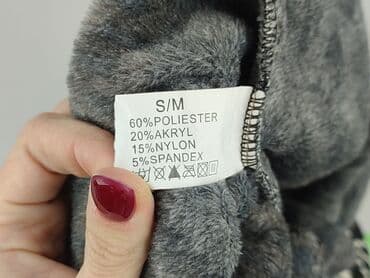 S/M
60%POLIESTER
20%AKRYL
15%NYLON
5%SPANDEX